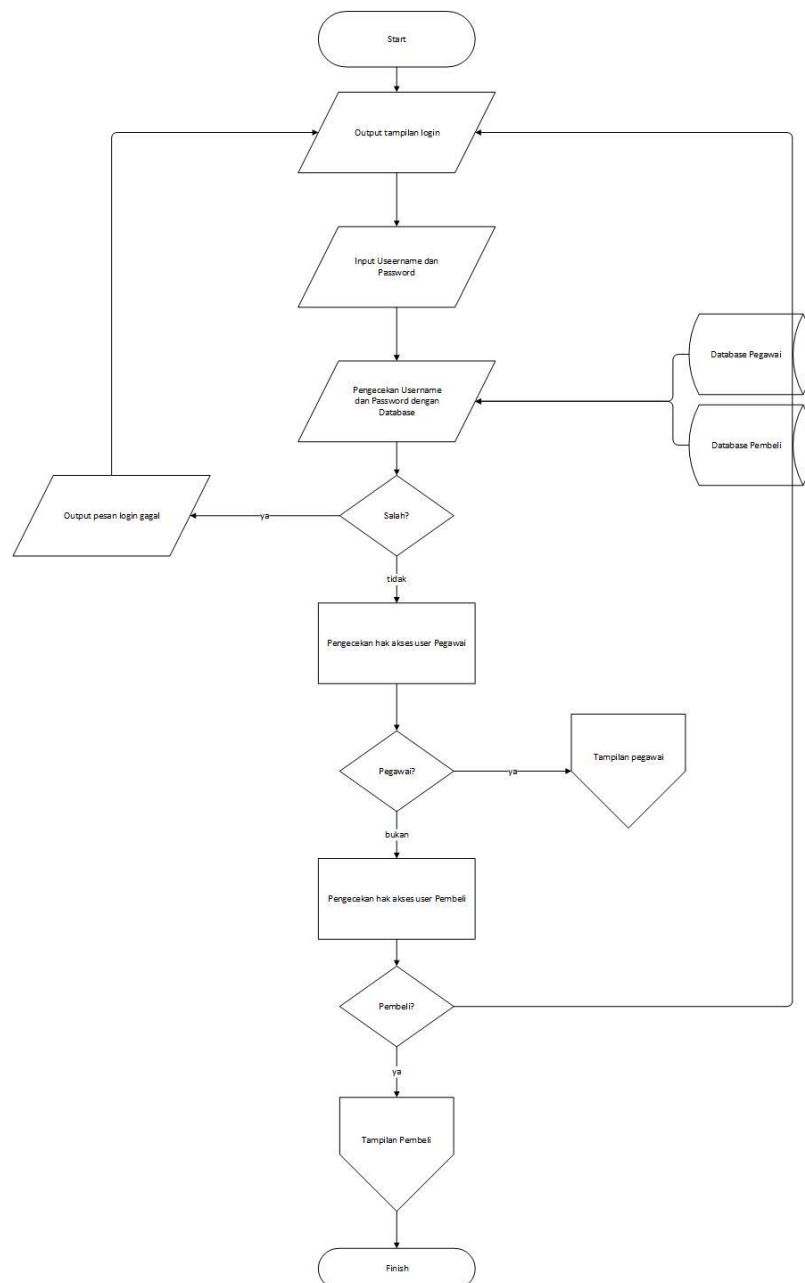 Start
Output tampilan login
Input Useername dan
Password
Database Pegawai
Pengecekan Username
dan Password dengan
Database
Database Pembeli
Output pesan login gagal
ya
Salah?
tidak
Pengecekan hak akses user Pegawai
Pegawai?
ya
Tampilan pegawai
bukan
Pengecekan hak akses user Pembeli
Pembeli?
ya
Tampilan Pembeli
Finish